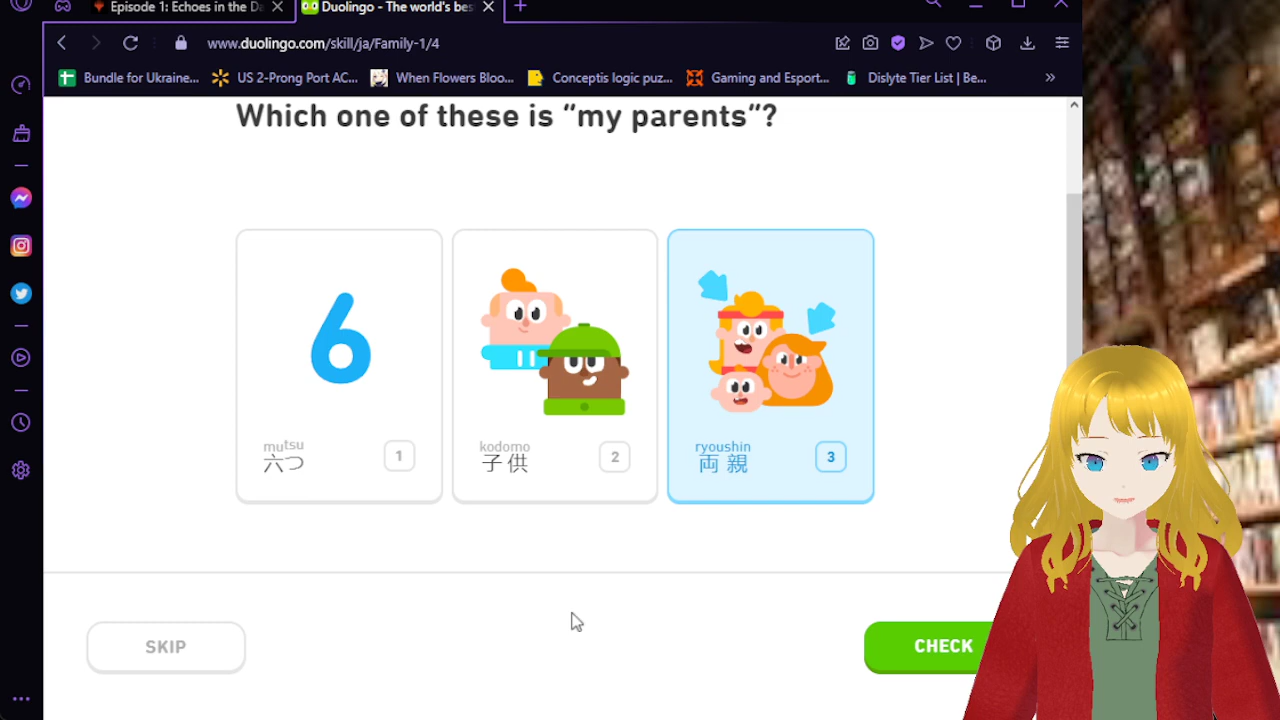 Episode 1: Echoes in the Da
Duolingo - The world's bes
www.duolingo.com/skill/ja/Family-1/4
Bundle for Ukraine... US 2-Prong Port AC... When Flowers Bloo... Conceptis logic puz... Gaming and Esport... Dislyte Tier List | Be... »
Which one of these is “my parents”?
6
mutsu
六つ
1
kodomo
子供
2
ryoushin
両親
3
SKIP
CHECK